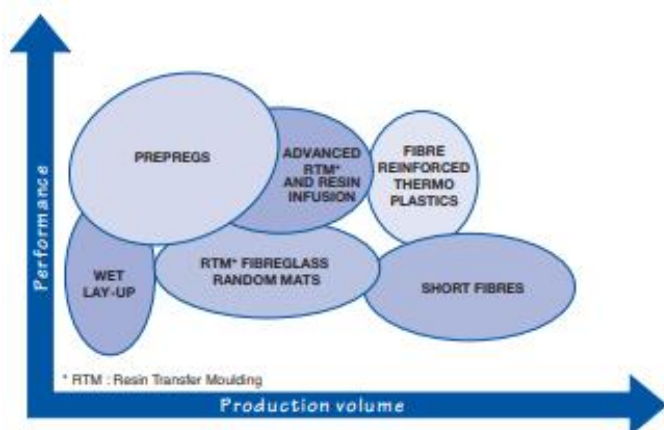 Performance
PREPREGS
ADVANCED
RTM*
AND RESIN
INFUSION
FIBRE
REINFORCED
THERMO
PLASTICS
WET
LAY-UP
RTM* FIBREGLASS
RANDOM MATS
SHORT FIBRES
* RTM : Resin Transfer Moulding
Production volume